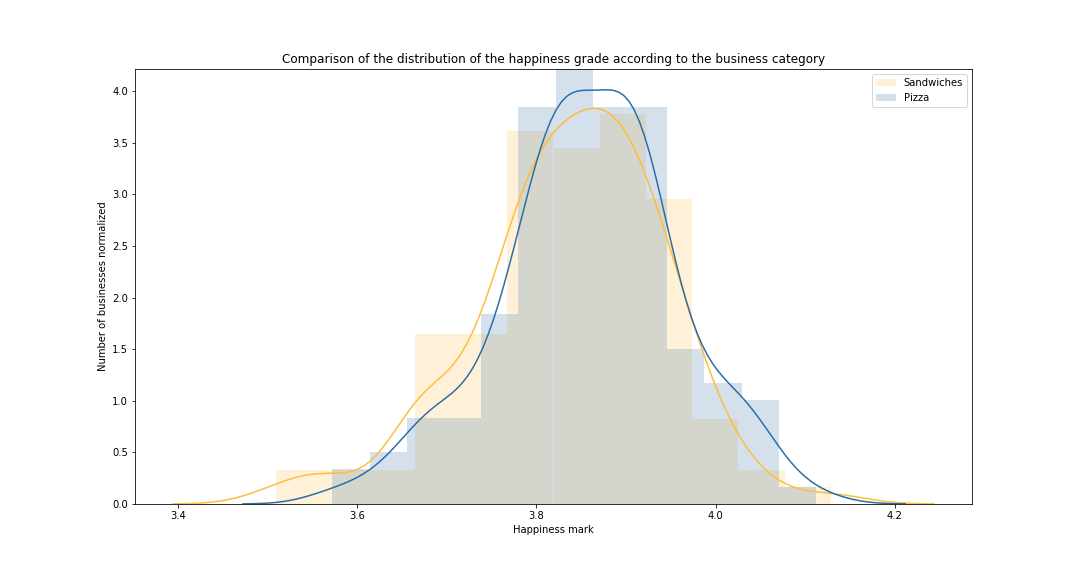 Comparison of the distribution of the happiness grade according to the business category
Sandwiches
Pizza
Number of businesses normalized
4.0
3.5
3.0
2.5
2.0
1.5
1.0
0.5
0.0
3.4
3.6
3.8
4.0
4.2
Happiness mark